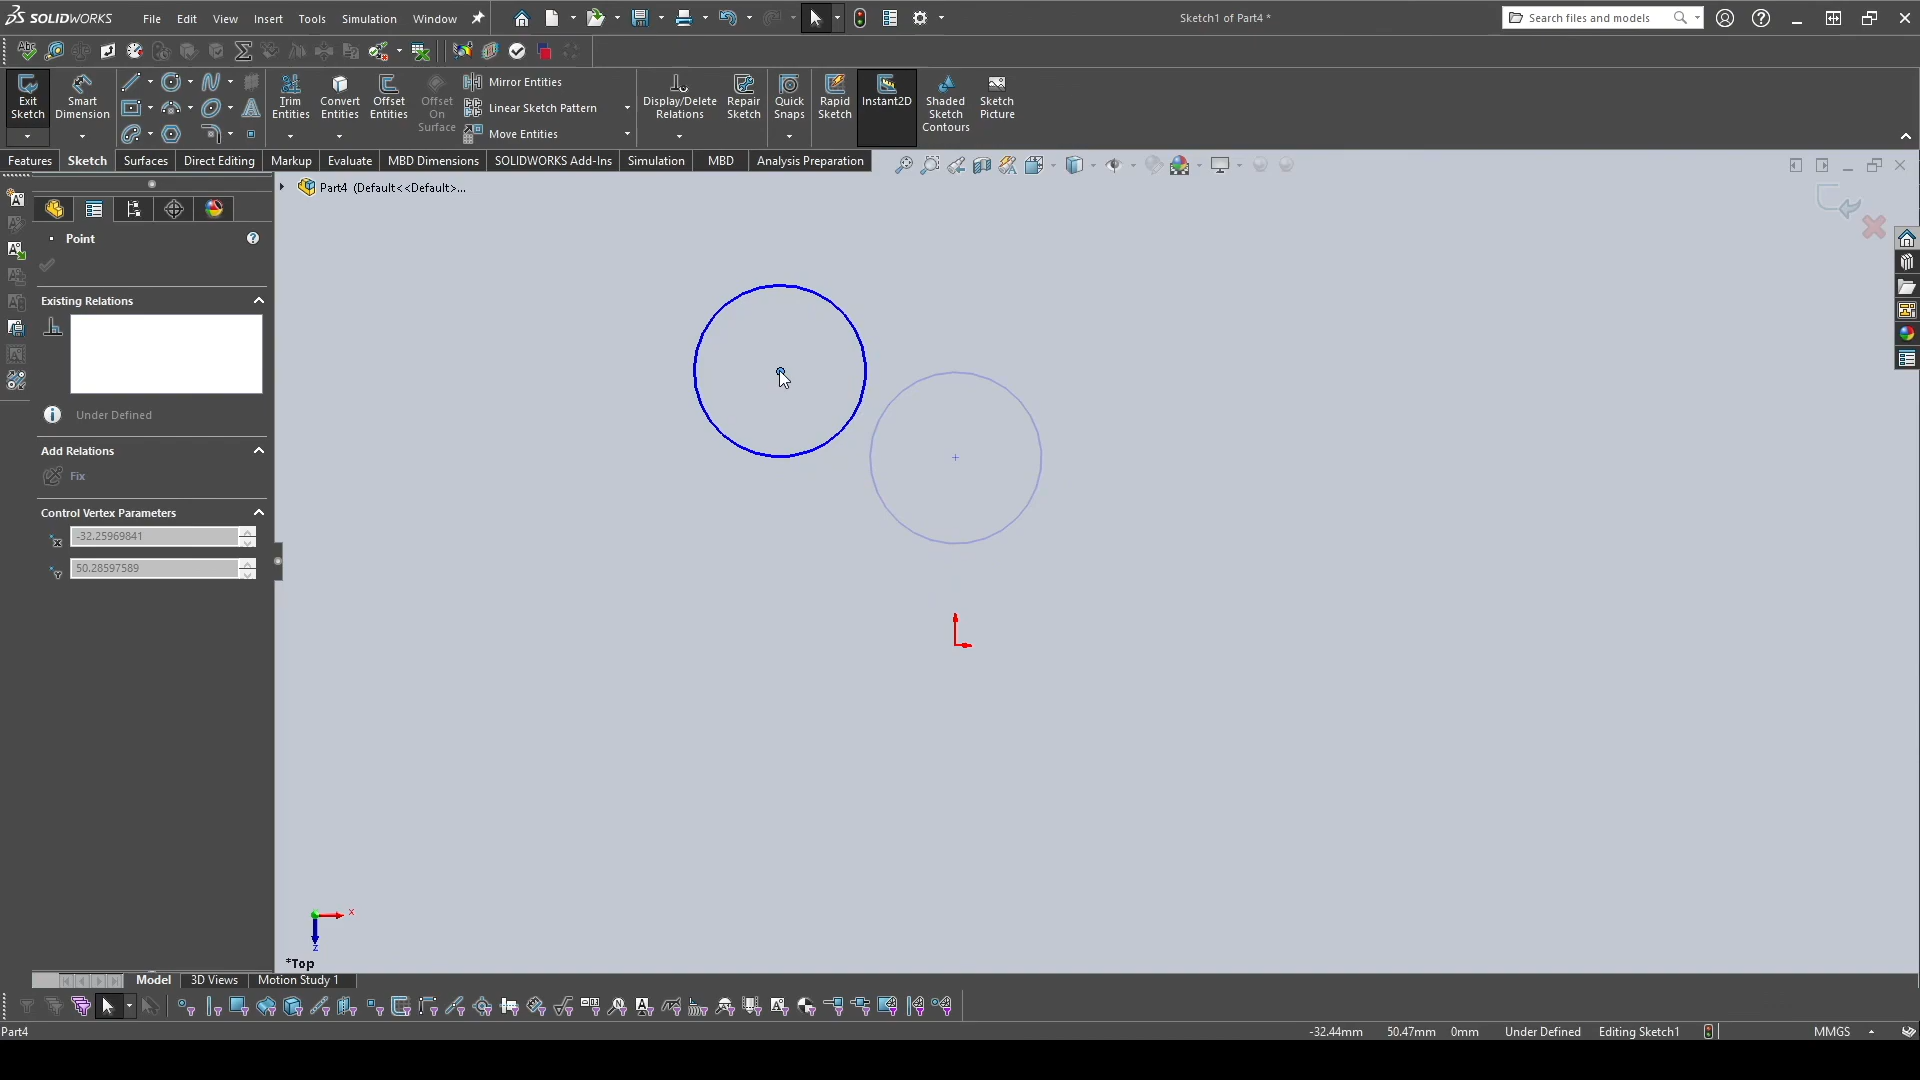 SOLIDWORKS File Edit View Insert Tools Simulation Window Sketch1 of Part4 * Search files and models
Exit Sketch
Smart Dimension
Trim Entities
Convert Entities
Offset Entities
Offset On Surface
Mirror Entities
Linear Sketch Pattern
Move Entities
Display/Delete Relations
Repair Sketch
Quick Snaps
Rapid Sketch
Instant2D
Shaded Sketch Contours
Sketch Picture
Features Sketch Surfaces Direct Editing Markup Evaluate MBD Dimensions SOLIDWORKS Add-Ins Simulation MBD Analysis Preparation
Part4 (Default<<Default>...
Point
Existing Relations
Under Defined
Add Relations
Fix
Control Vertex Parameters
-32.25969841
50.28597589
x
z
*Top
Model 3D Views Motion Study 1
Part4 -32.44mm 50.47mm 0mm Under Defined Editing Sketch1 MMGS